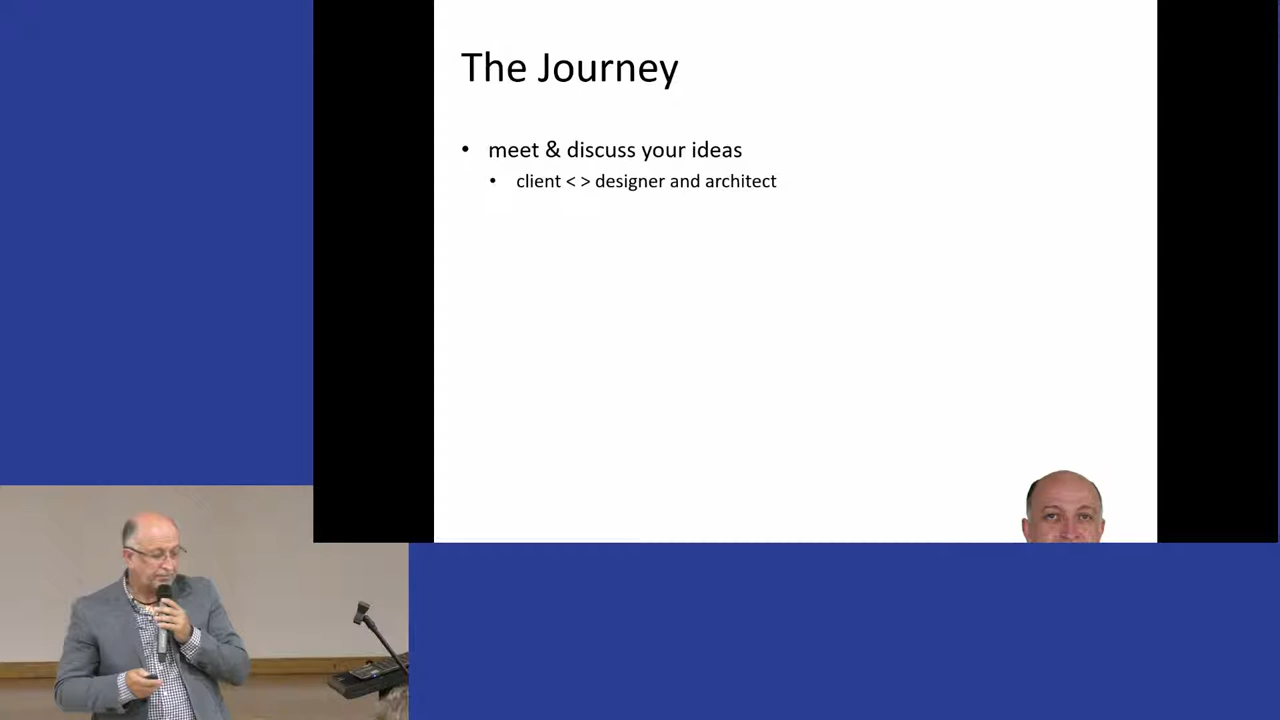 The Journey
• meet & discuss your ideas
• client < > designer and architect